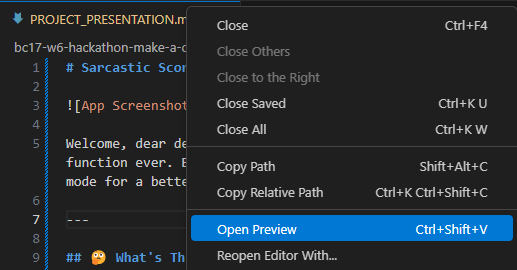 PROJECT_PRESENTATION.m
bc17-w6-hackathon-make-a-c
1 # Sarcastic Scor
2
3 ![App Screenshot
4
5 Welcome, dear de
function ever. E
mode for a bette
6
7 ---
8
9 ## 🫠 What's Th
Close Ctrl+F4
Close Others
Close to the Right
Close Saved Ctrl+K U
Close All Ctrl+K W
Copy Path Shift+Alt+C
Copy Relative Path Ctrl+K Ctrl+Shift+C
Open Preview Ctrl+Shift+V
Reopen Editor With...